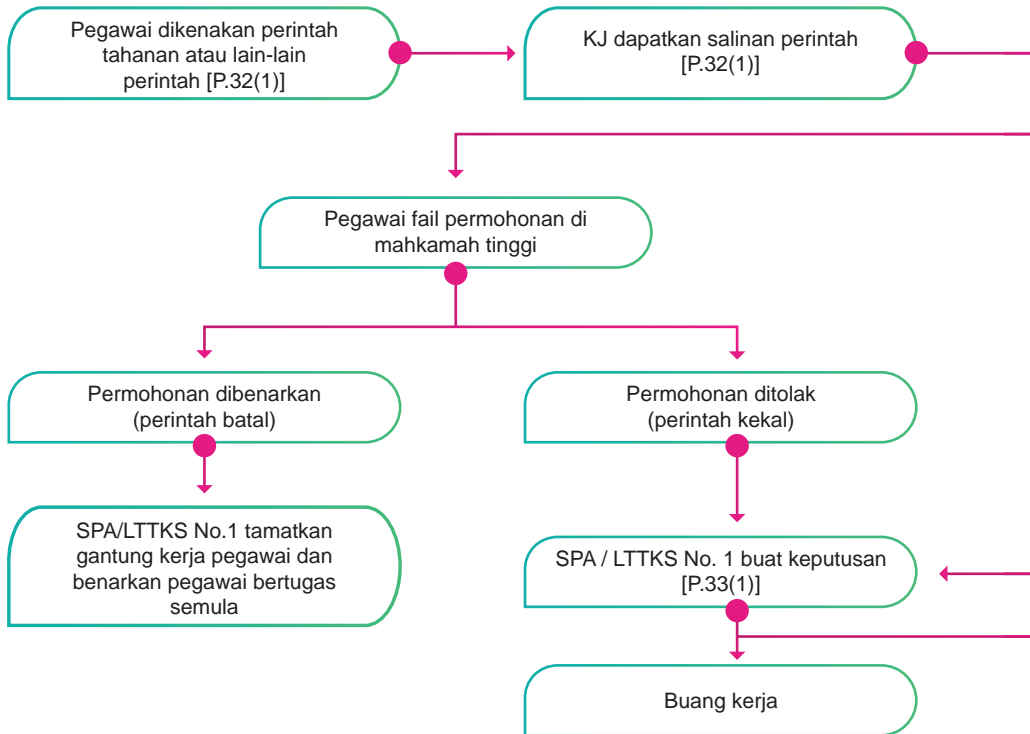 Pegawai dikenakan perintah
tahanan atau lain-lain
perintah [P.32(1)]
KJ dapatkan salinan perintah
[P.32(1)]
Pegawai fail permohonan di
mahkamah tinggi
Permohonan dibenarkan
(perintah batal)
Permohonan ditolak
(perintah kekal)
SPA/LTTKS No.1 tamatkan
gantung kerja pegawai dan
benarkan pegawai bertugas
semula
SPA / LTTKS No. 1 buat keputusan
[P.33(1)]
Buang kerja